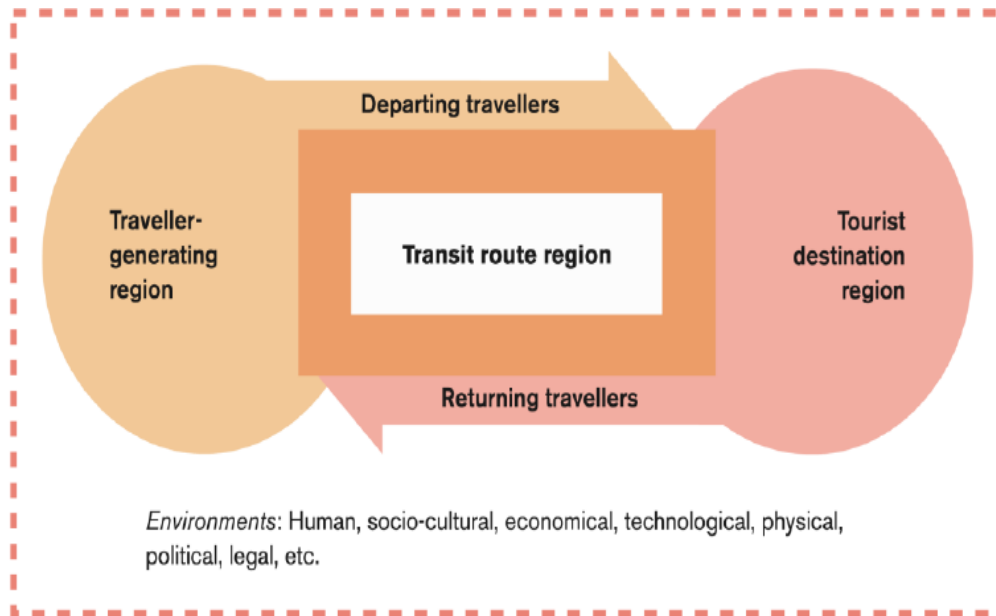 Departing travellers
Traveller-
generating
region
Transit route region
Tourist
destination
region
Returning travellers
Environments: Human, socio-cultural, economical, technological, physical,
political, legal, etc.